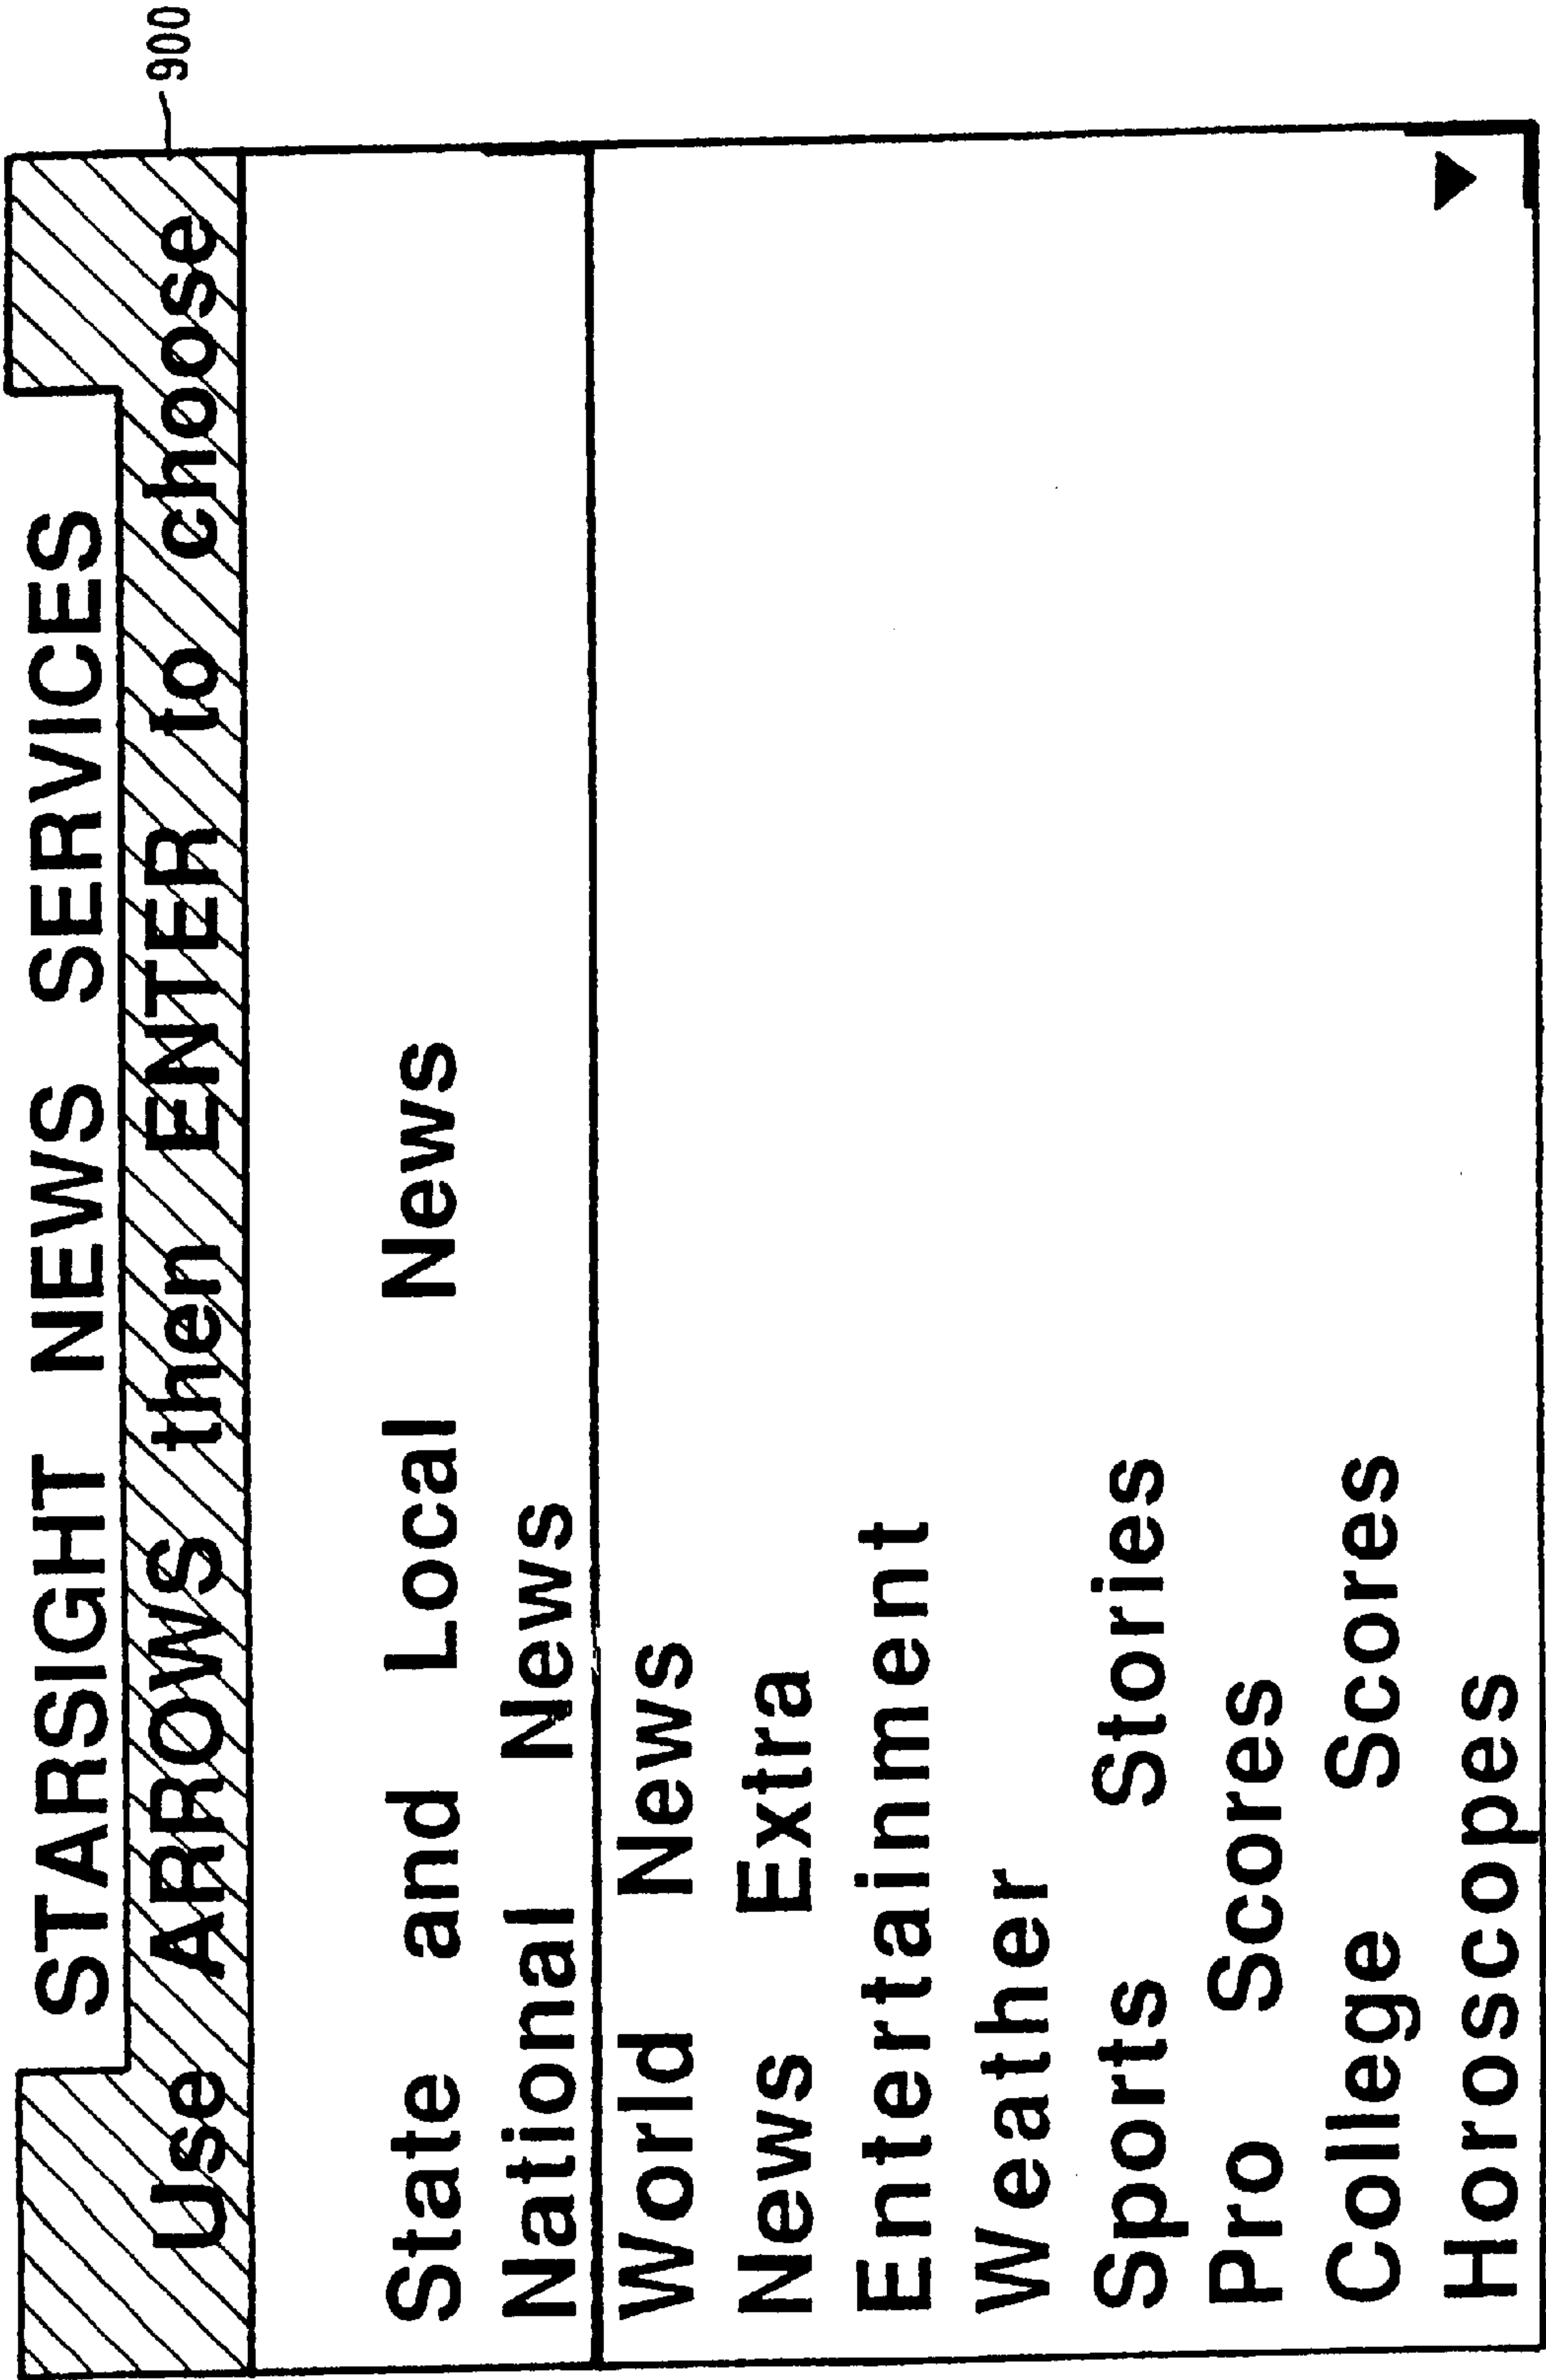 STARSIGHT NEWS SERVICES
900
Use ARROWS then ENTER to choose
State and Local News
National News
World News
News Extra
Entertainment
Weather
Sports Stories
Pro Scores
College Scores
Horoscopes